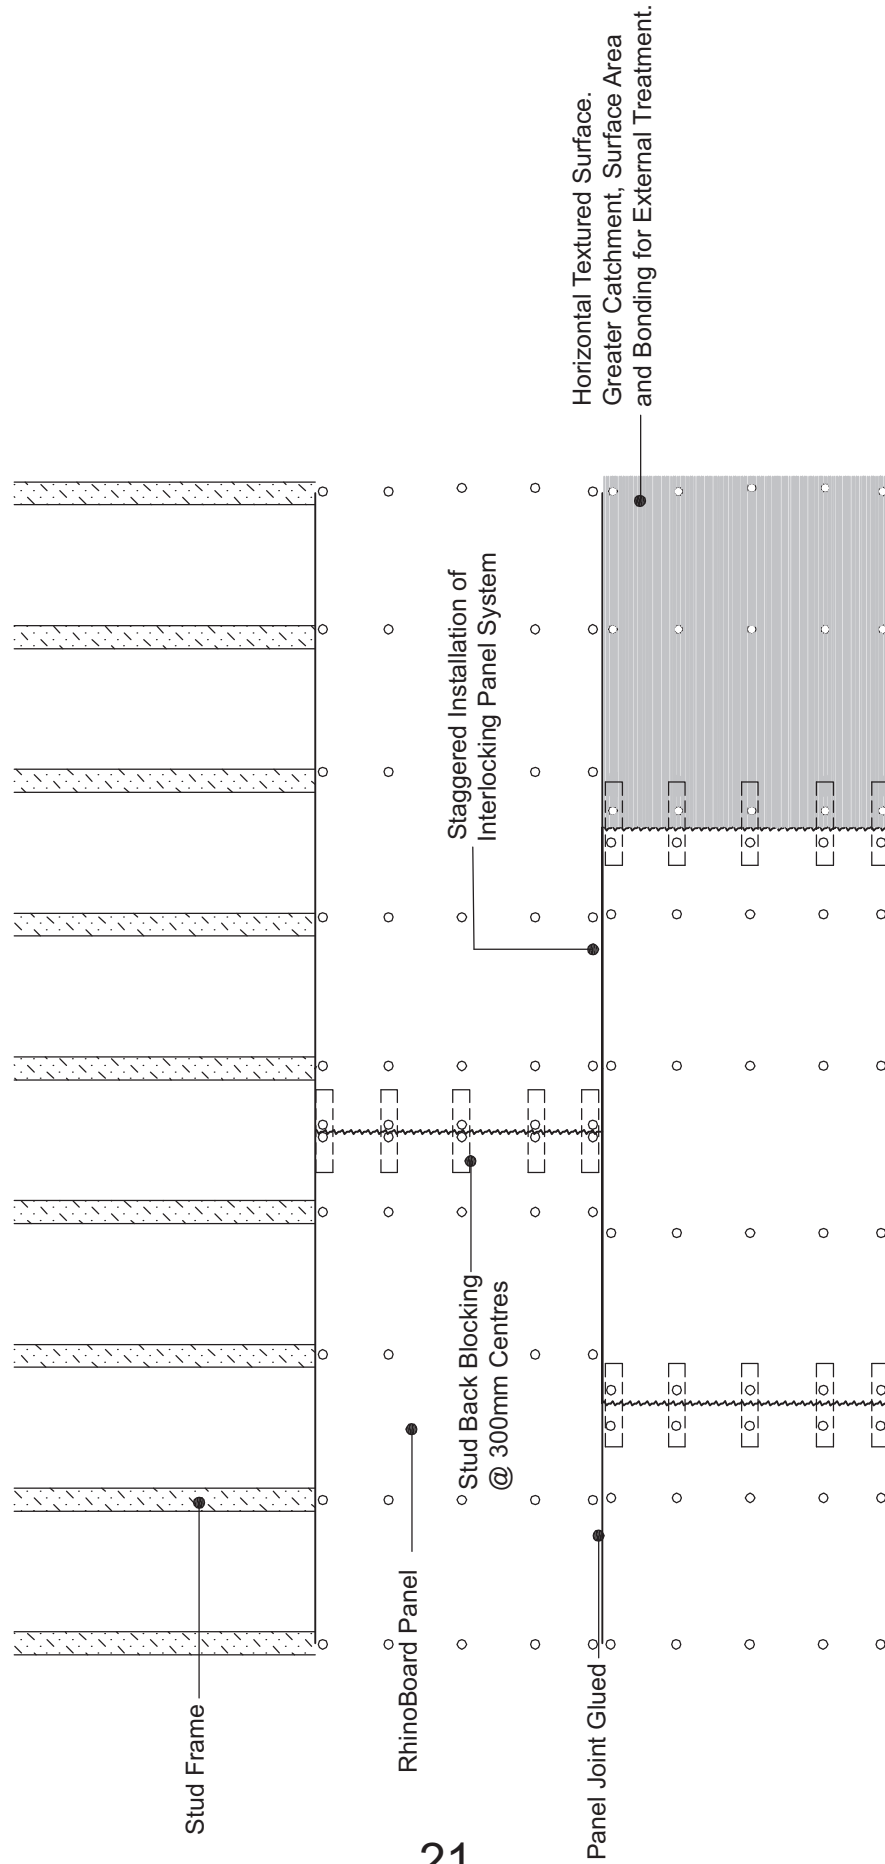 Stud Frame
RhinoBoard Panel
Stud Back Blocking
@ 300mm Centres
Panel Joint Glued
Staggered Installation of
Interlocking Panel System
Horizontal Textured Surface.
Greater Catchment, Surface Area
and Bonding for External Treatment.
21